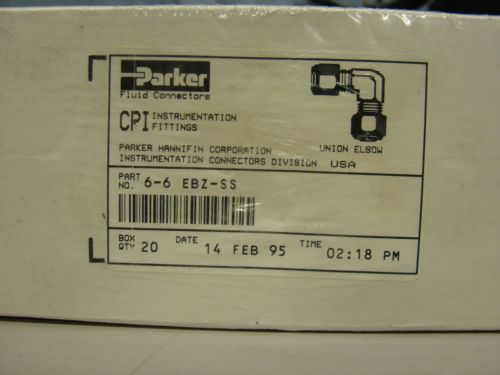 Parker
Fluid Connectors
CPI INSTRUMENTATION FITTINGS
UNION ELBOW
PARKER HANNIFIN CORPORATION
INSTRUMENTATION CONNECTORS DIVISION USA
PART NO. 6-6 EBZ-SS
BOX QTY 20 DATE 14 FEB 95 TIME 02:18 PM